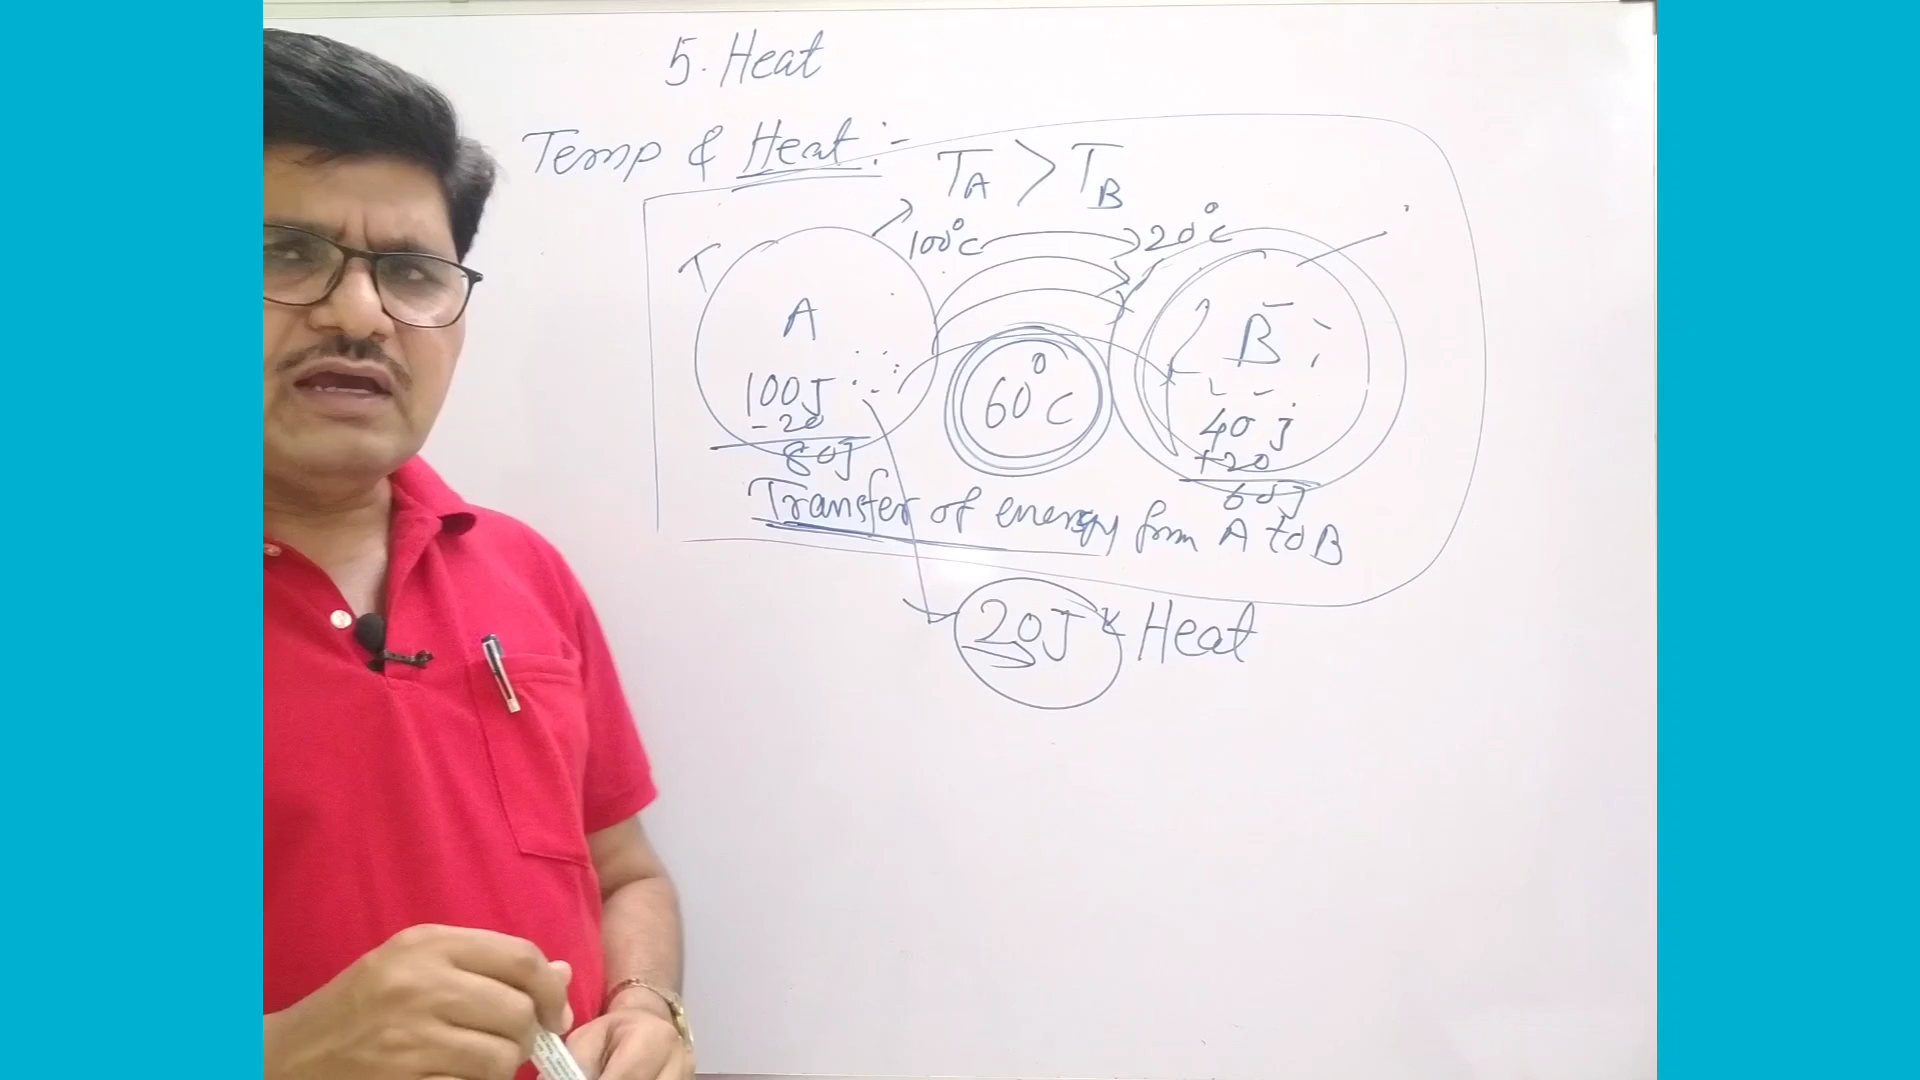 5. Heat
Temp & Heat :-
TA > TB
100°C
20°C
T
A
B
60°C
100J
- 20
80J
40 J
+20
60J
Transfer of energy from A to B
20J Heat